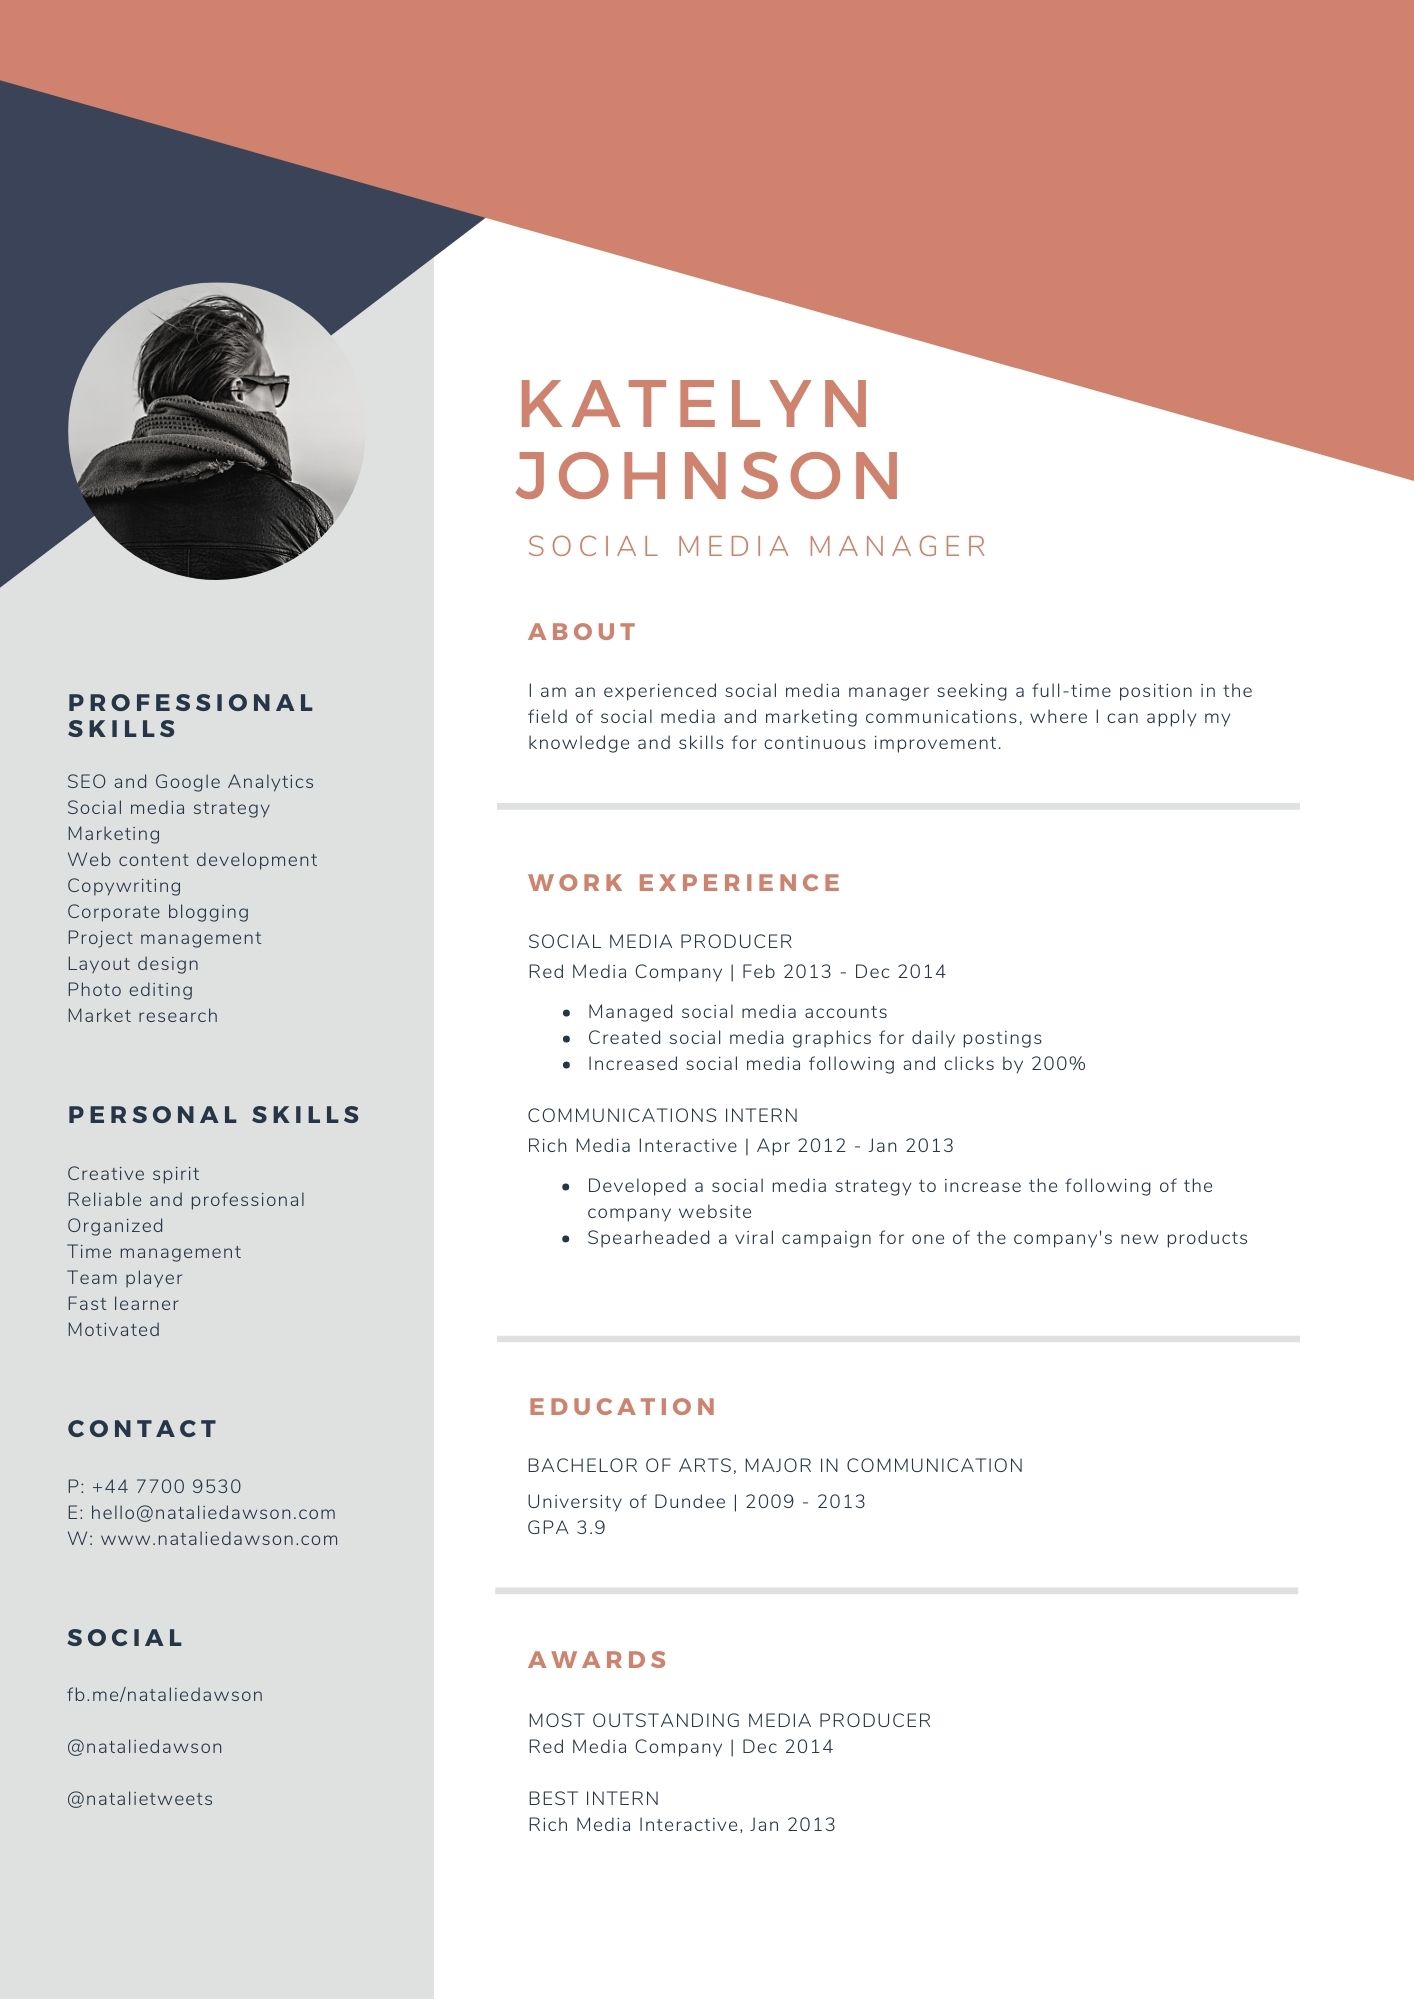 KATELYN
JOHNSON
SOCIAL MEDIA MANAGER
ABOUT
I am an experienced social media manager seeking a full-time position in the
field of social media and marketing communications, where I can apply my
knowledge and skills for continuous improvement.
WORK EXPERIENCE
SOCIAL MEDIA PRODUCER
Red Media Company | Feb 2013 - Dec 2014
• Managed social media accounts
• Created social media graphics for daily postings
• Increased social media following and clicks by 200%
COMMUNICATIONS INTERN
Rich Media Interactive | Apr 2012 - Jan 2013
• Developed a social media strategy to increase the following of the
company website
• Spearheaded a viral campaign for one of the company's new products
EDUCATION
BACHELOR OF ARTS, MAJOR IN COMMUNICATION
University of Dundee | 2009 - 2013
GPA 3.9
AWARDS
MOST OUTSTANDING MEDIA PRODUCER
Red Media Company | Dec 2014
BEST INTERN
Rich Media Interactive, Jan 2013
PROFESSIONAL
SKILLS
SEO and Google Analytics
Social media strategy
Marketing
Web content development
Copywriting
Corporate blogging
Project management
Layout design
Photo editing
Market research
PERSONAL SKILLS
Creative spirit
Reliable and professional
Organized
Time management
Team player
Fast learner
Motivated
CONTACT
P: +44 7700 9530
E: hello@nataliedawson.com
W: www.nataliedawson.com
SOCIAL
fb.me/nataliedawson
@nataliedawson
@natalietweets